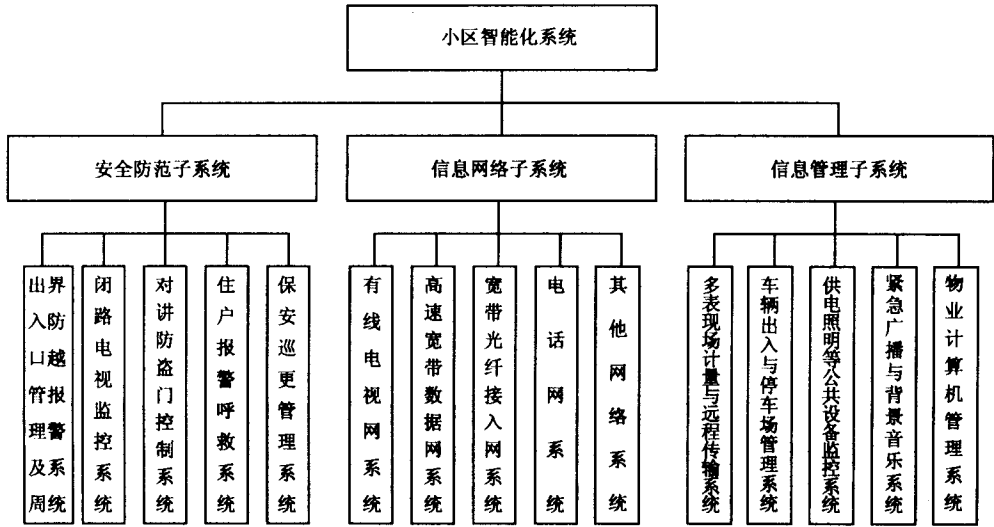 小区智能化系统
安全防范子系统
信息网络子系统
信息管理子系统
出入口管理及周
界防越报警系统
闭路电视监控系统
对讲防盗门控制系统
住户报警呼救系统
保安巡更管理系统
有线电视网系统
高速宽带数据网系统
宽带光纤接入网系统
电话网系统
其他网络系统
多表现场计量与远程传输系统
车辆出入与停车场管理系统
供电照明等公共设备监控系统
紧急广播与背景音乐系统
物业计算机管理系统